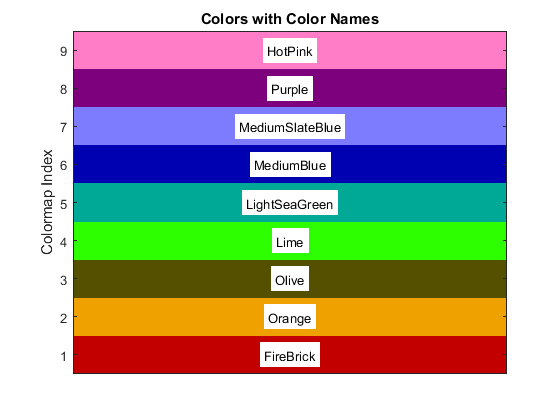 Colors with Color Names
Colormap Index
9 HotPink
8 Purple
7 MediumSlateBlue
6 MediumBlue
5 LightSeaGreen
4 Lime
3 Olive
2 Orange
1 FireBrick